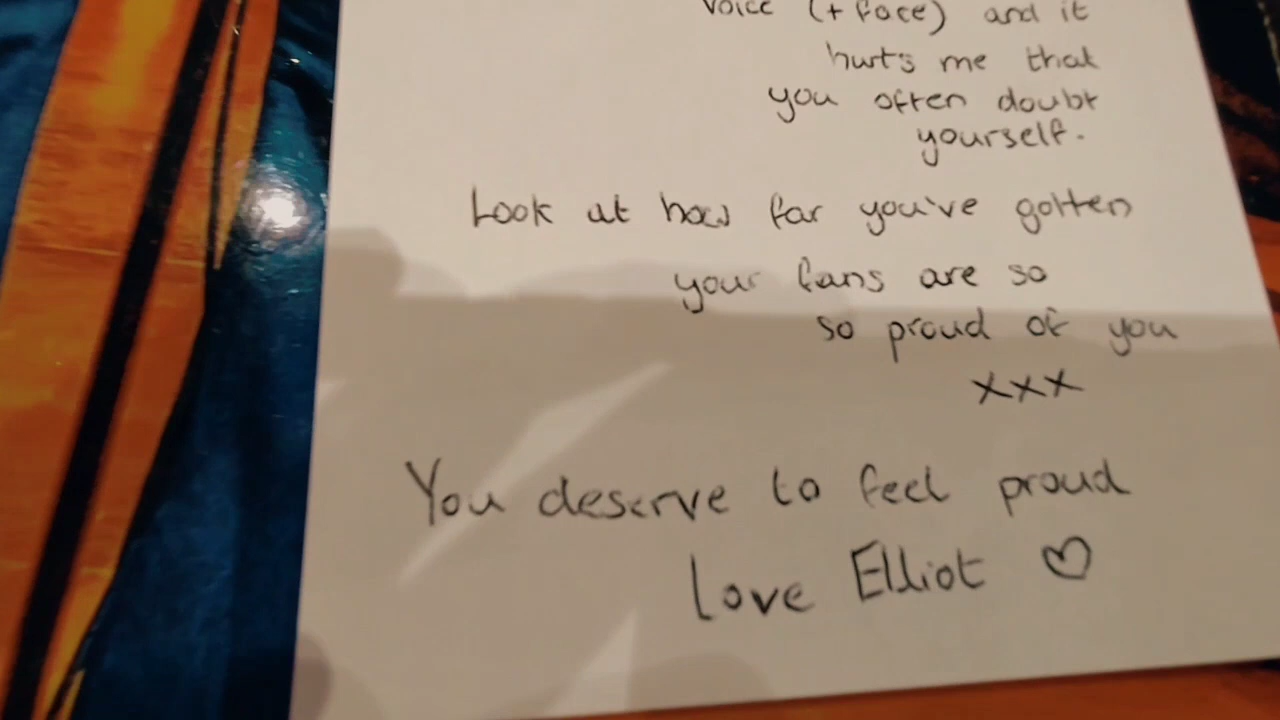 voice (+ face) and it
hurts me that
you often doubt
yourself.
Look at how far you've gotten
your fans are so
so proud of you
xxx
You deserve to feel proud
love Elliot ♡